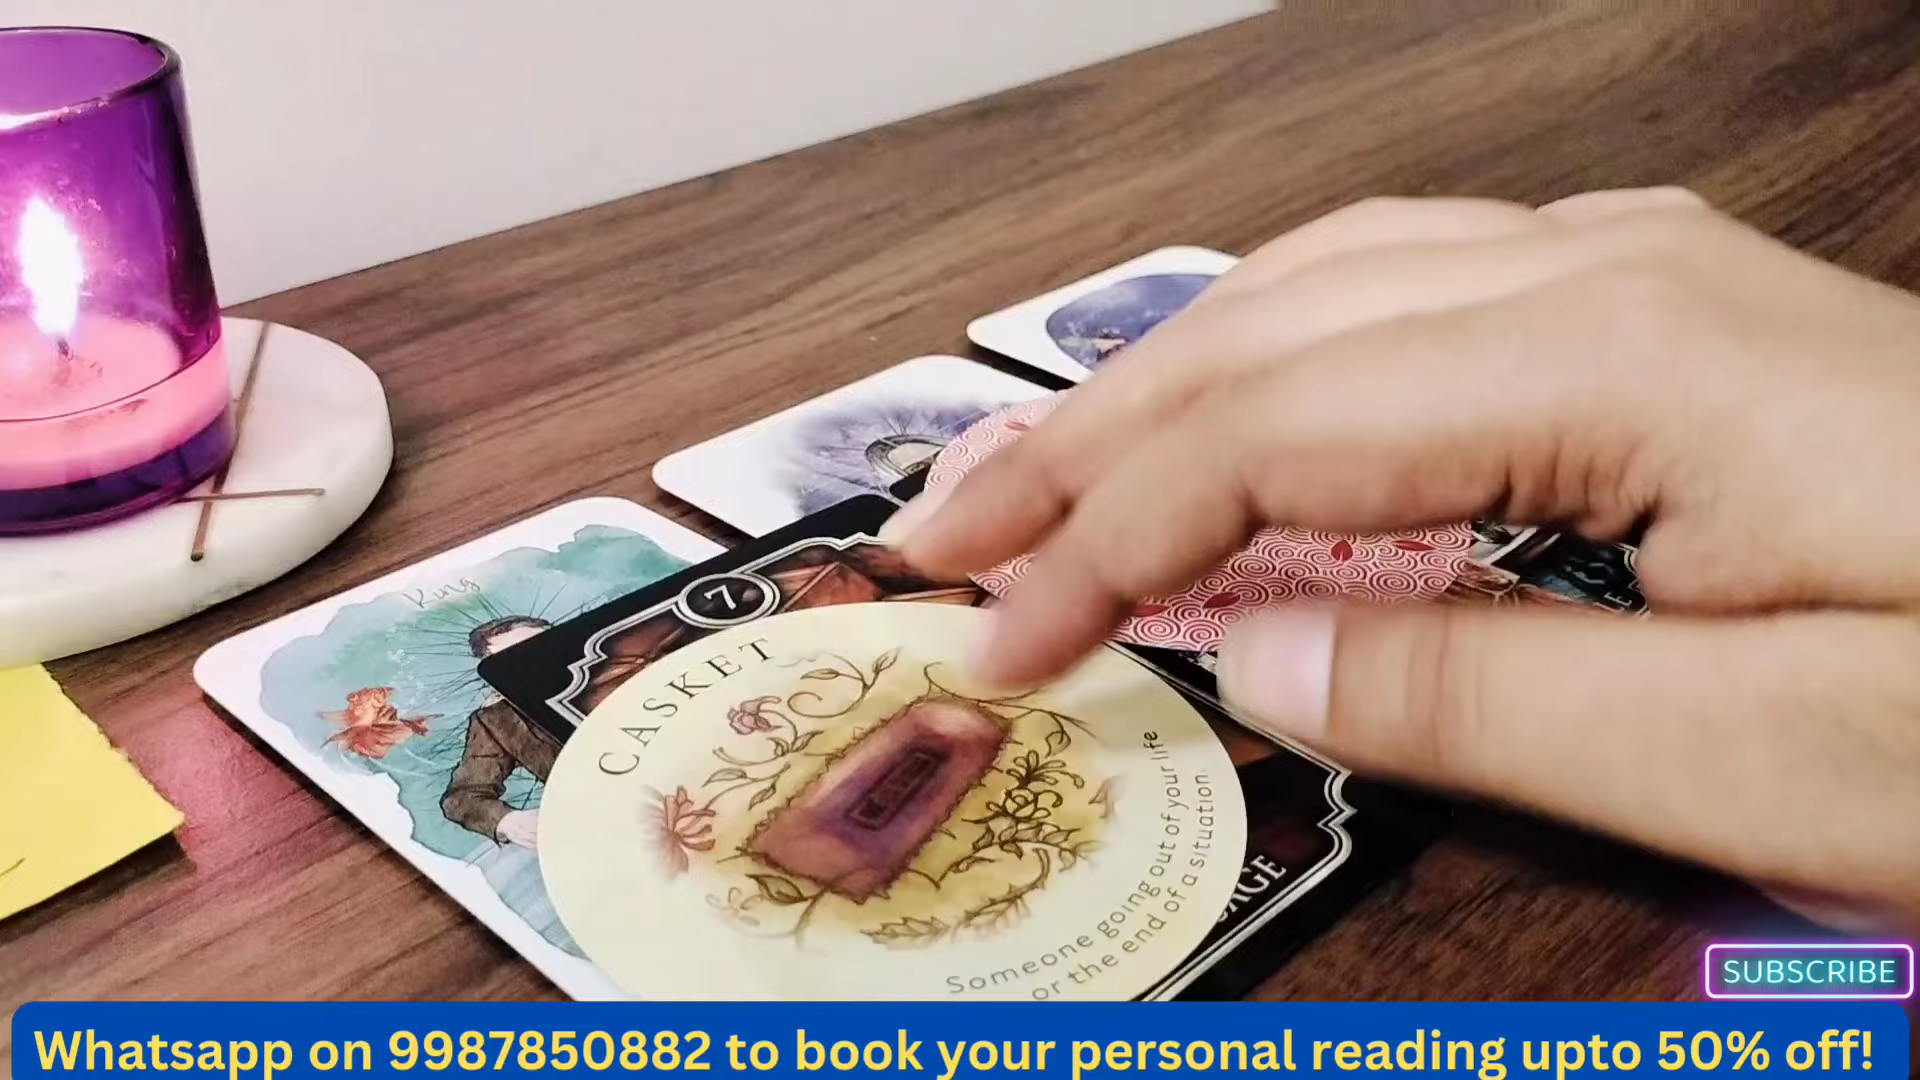 King
7
CASKET
Someone going out of your life
or the end of a situation.
SUBSCRIBE
Whatsapp on 9987850882 to book your personal reading upto 50% off!